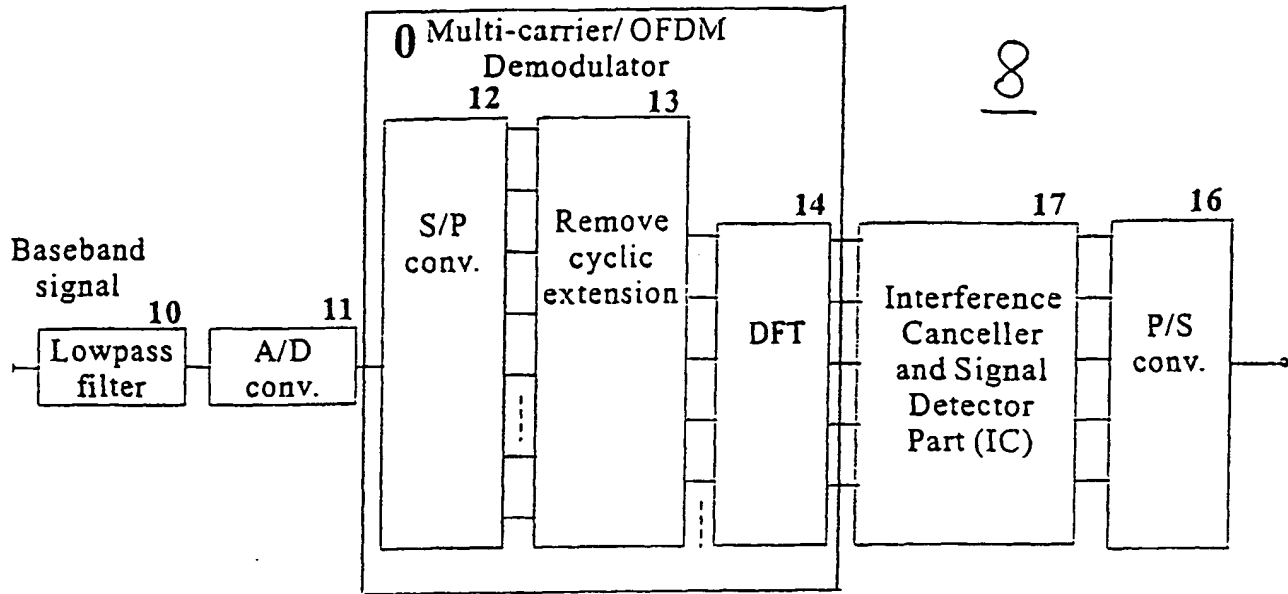 0 Multi-carrier/ OFDM
Demodulator
8
12
13
S/P
conv.
Remove
cyclic
extension
14
DFT
17
Interference
Canceller
and Signal
Detector
Part (IC)
16
P/S
conv.
Baseband
signal
10
Lowpass
filter
11
A/D
conv.